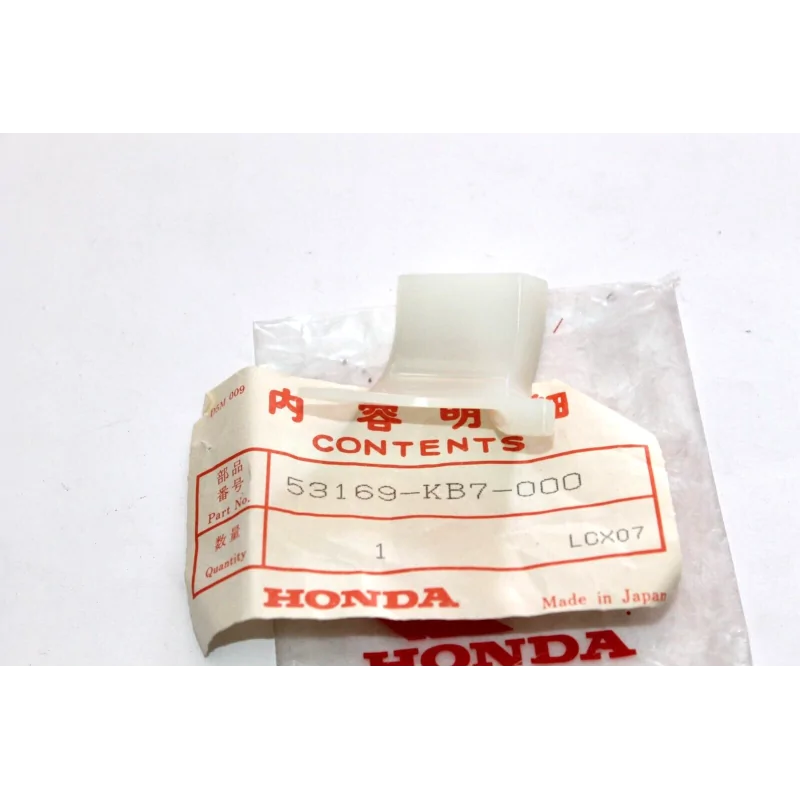 DSM 009
内容明細
CONTENTS
部品
番号
Part No.
53169-KB7-000
数量
Quantity
1
LCX07
HONDA
Made in Japan
HONDA